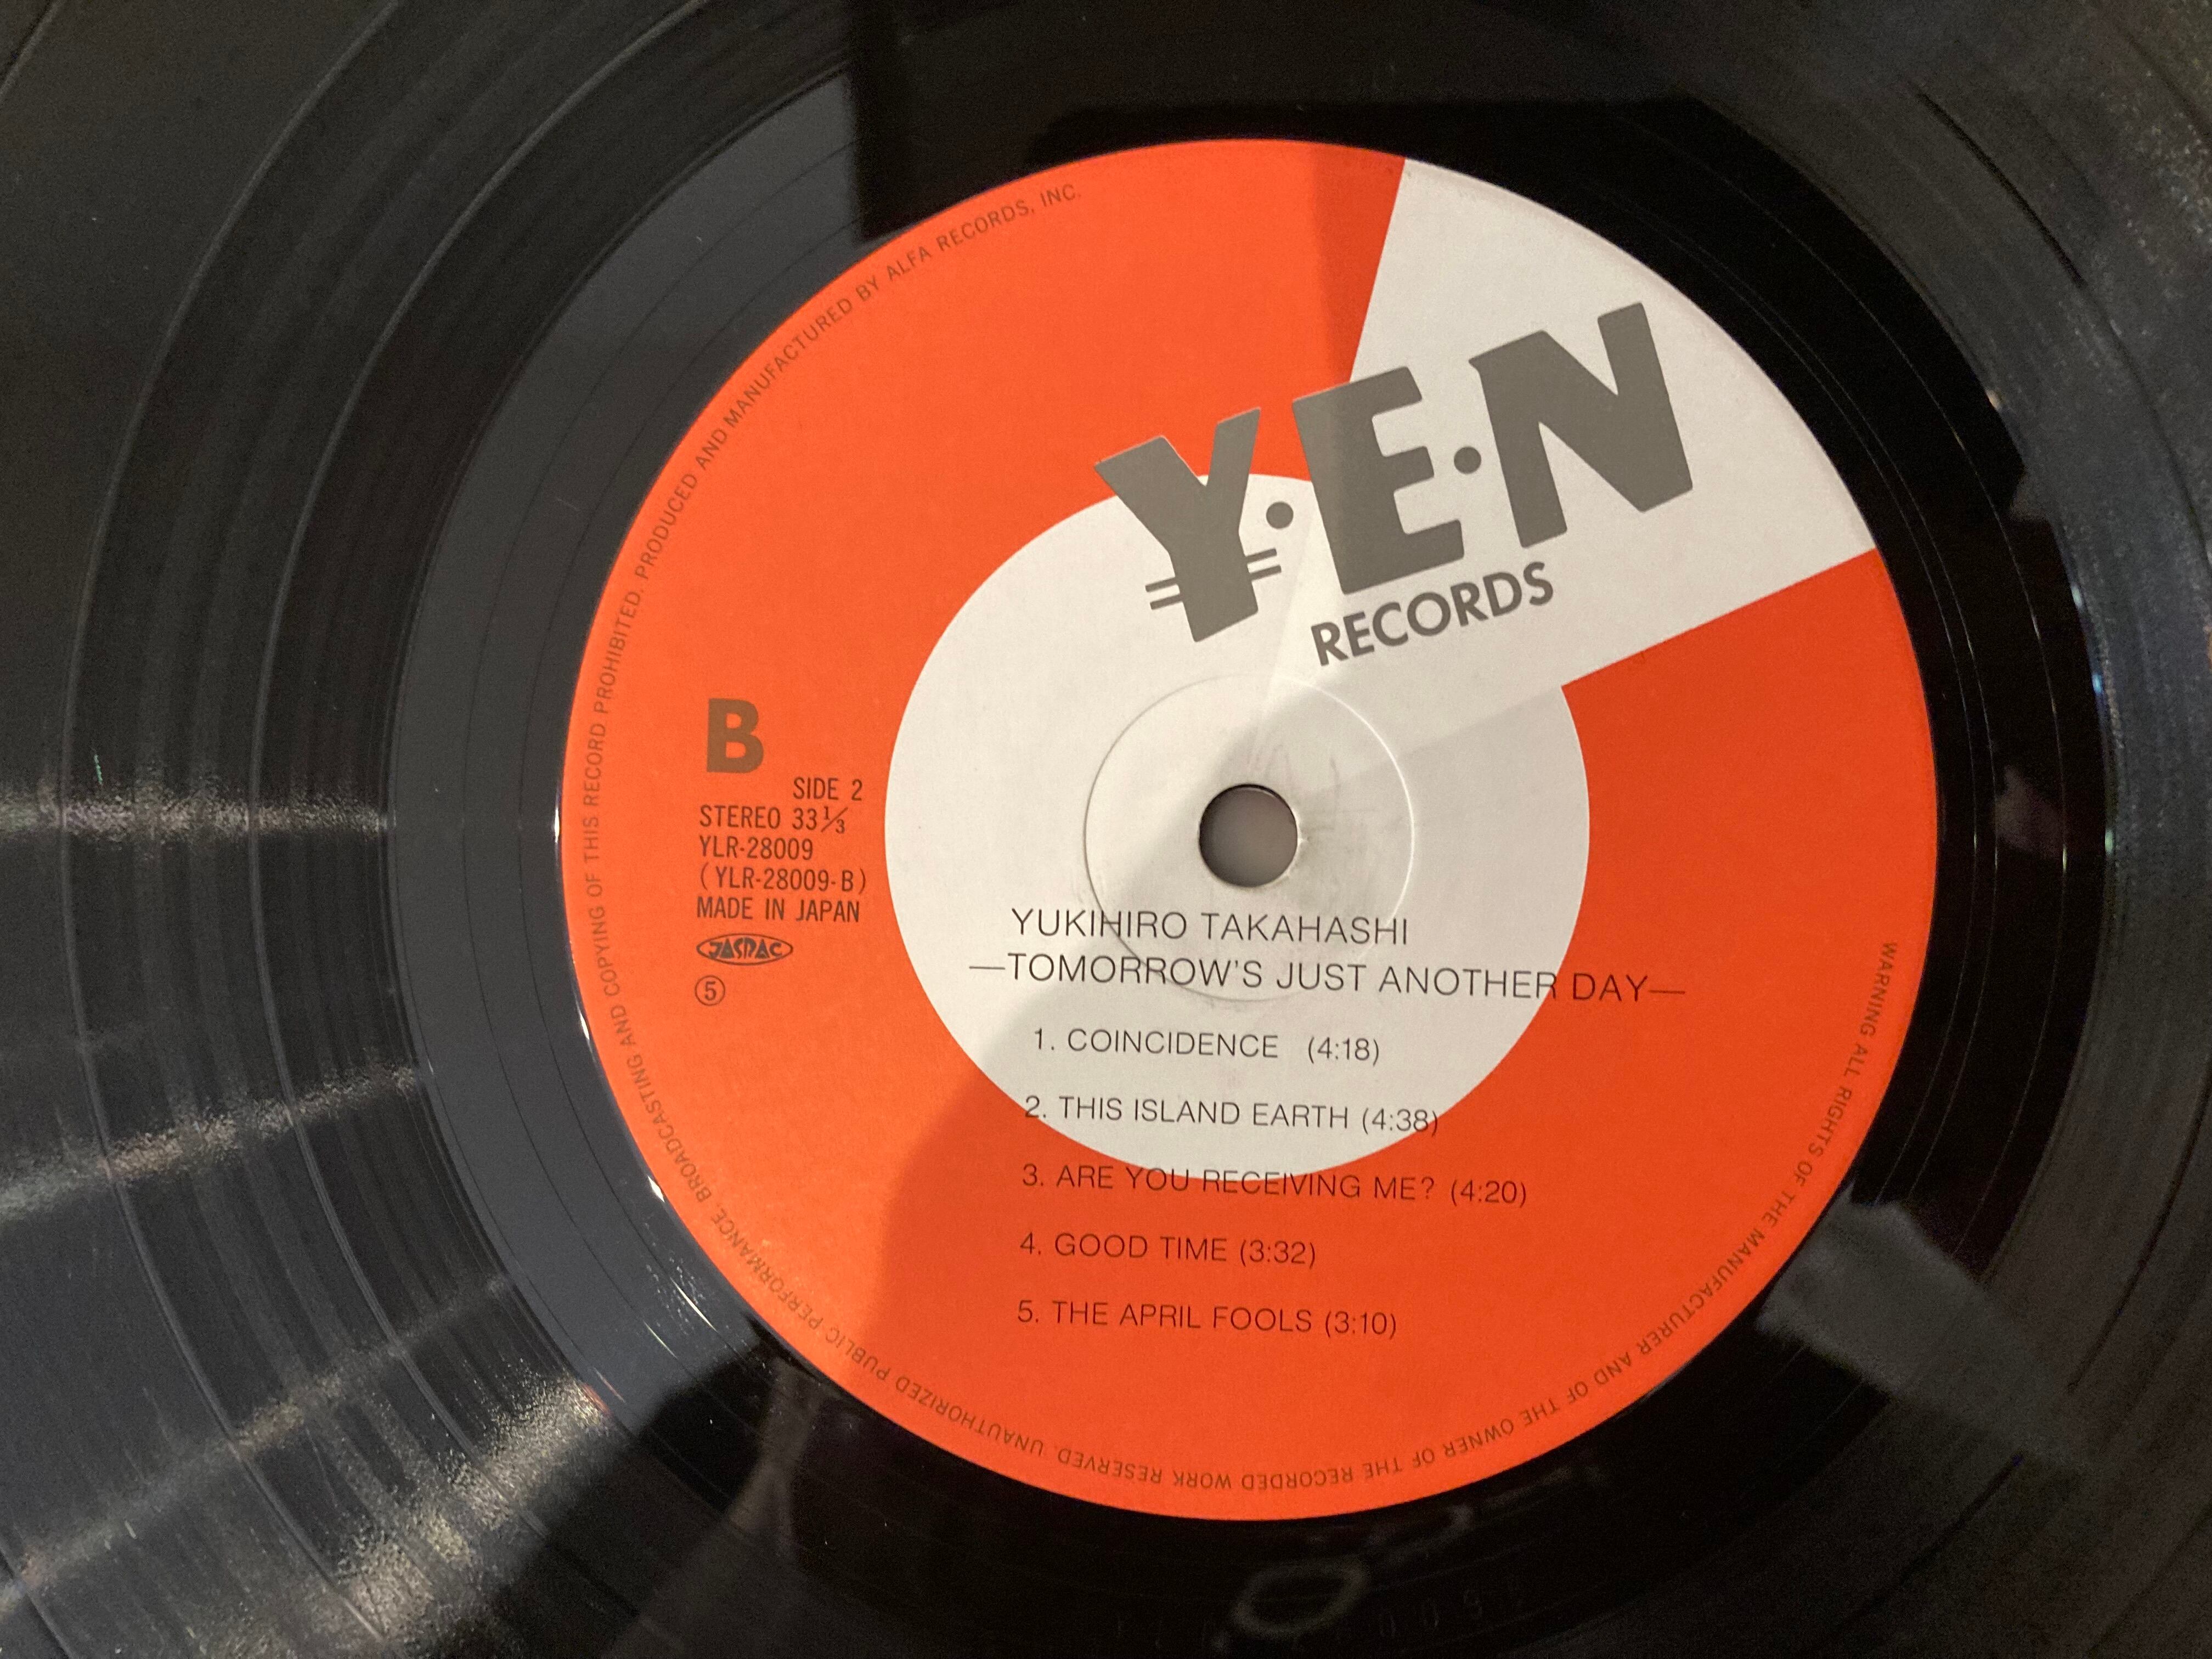 Y·E·N
RECORDS
B
SIDE 2
STEREO 33⅓
YLR-28009
(YLR-28009-B)
MADE IN JAPAN
JASRAC
⑤
YUKIHIRO TAKAHASHI
—TOMORROW'S JUST ANOTHER DAY—
1. COINCIDENCE (4:18)
2. THIS ISLAND EARTH (4:38)
3. ARE YOU RECEIVING ME? (4:20)
4. GOOD TIME (3:32)
5. THE APRIL FOOLS (3:10)
WARNING ALL RIGHTS OF THE MANUFACTURER AND OF THE OWNER OF THE RECORDED WORK RESERVED. UNAUTHORIZED PUBLIC PERFORMANCE, BROADCASTING AND COPYING OF THIS RECORD PROHIBITED. PRODUCED AND MANUFACTURED BY ALFA RECORDS, INC.